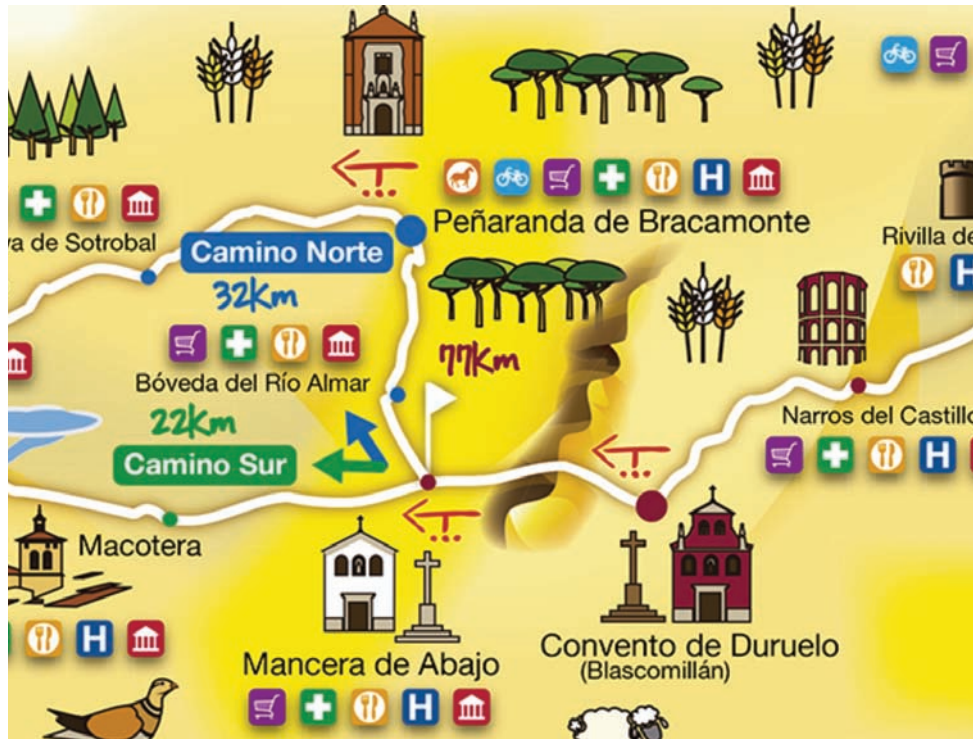 H
Peñaranda de Bracamonte
va de Sotrobal
Rivilla de
Camino Norte
H
32Km
77Km
Bóveda del Río Almar
22Km
Narros del Castillo
Camino Sur
H
Macotera
H
Convento de Duruelo
(Blascomillán)
Mancera de Abajo
H